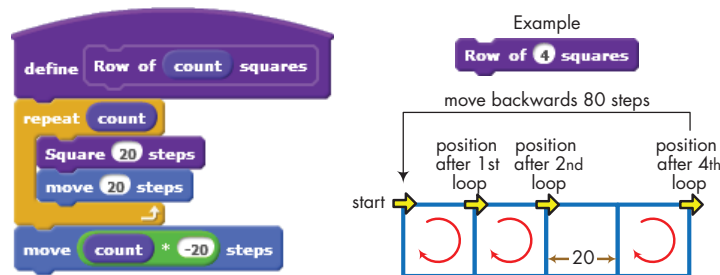 define Row of count squares
repeat count
Square 20 steps
move 20 steps
move count * -20 steps
Example
Row of 4 squares
move backwards 80 steps
position
after 1st
loop
position
after 2nd
loop
position
after 4th
loop
start
20